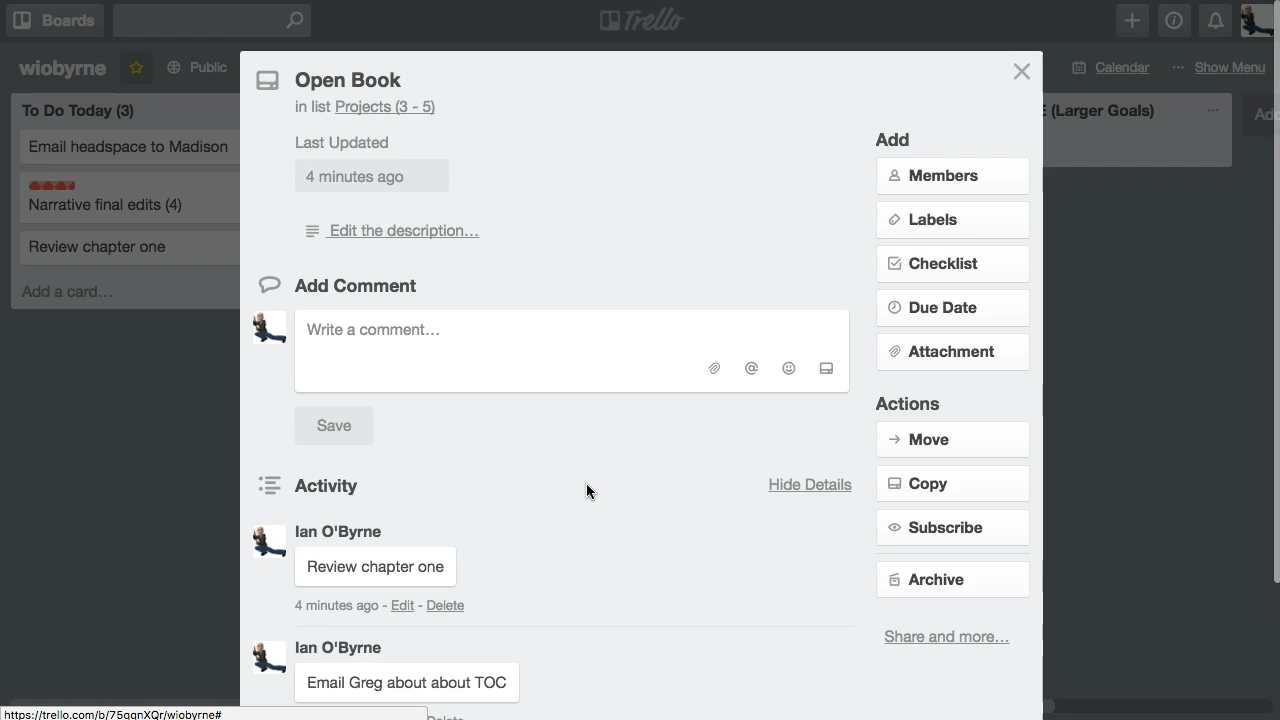 Boards
Trello
wiobyrne
Public
Calendar
Show Menu
To Do Today (3)
Email headspace to Madison
Narrative final edits (4)
Review chapter one
Add a card…
Open Book
in list Projects (3 - 5)
Last Updated
4 minutes ago
Edit the description…
Add Comment
Write a comment…
Save
Activity
Hide Details
Ian O'Byrne
Review chapter one
4 minutes ago - Edit - Delete
Ian O'Byrne
Email Greg about about TOC
Delete
Add
Members
Labels
Checklist
Due Date
Attachment
Actions
Move
Copy
Subscribe
Archive
Share and more…
E (Larger Goals)
Add
https://trello.com/b/75qqnXQr/wiobyrne#